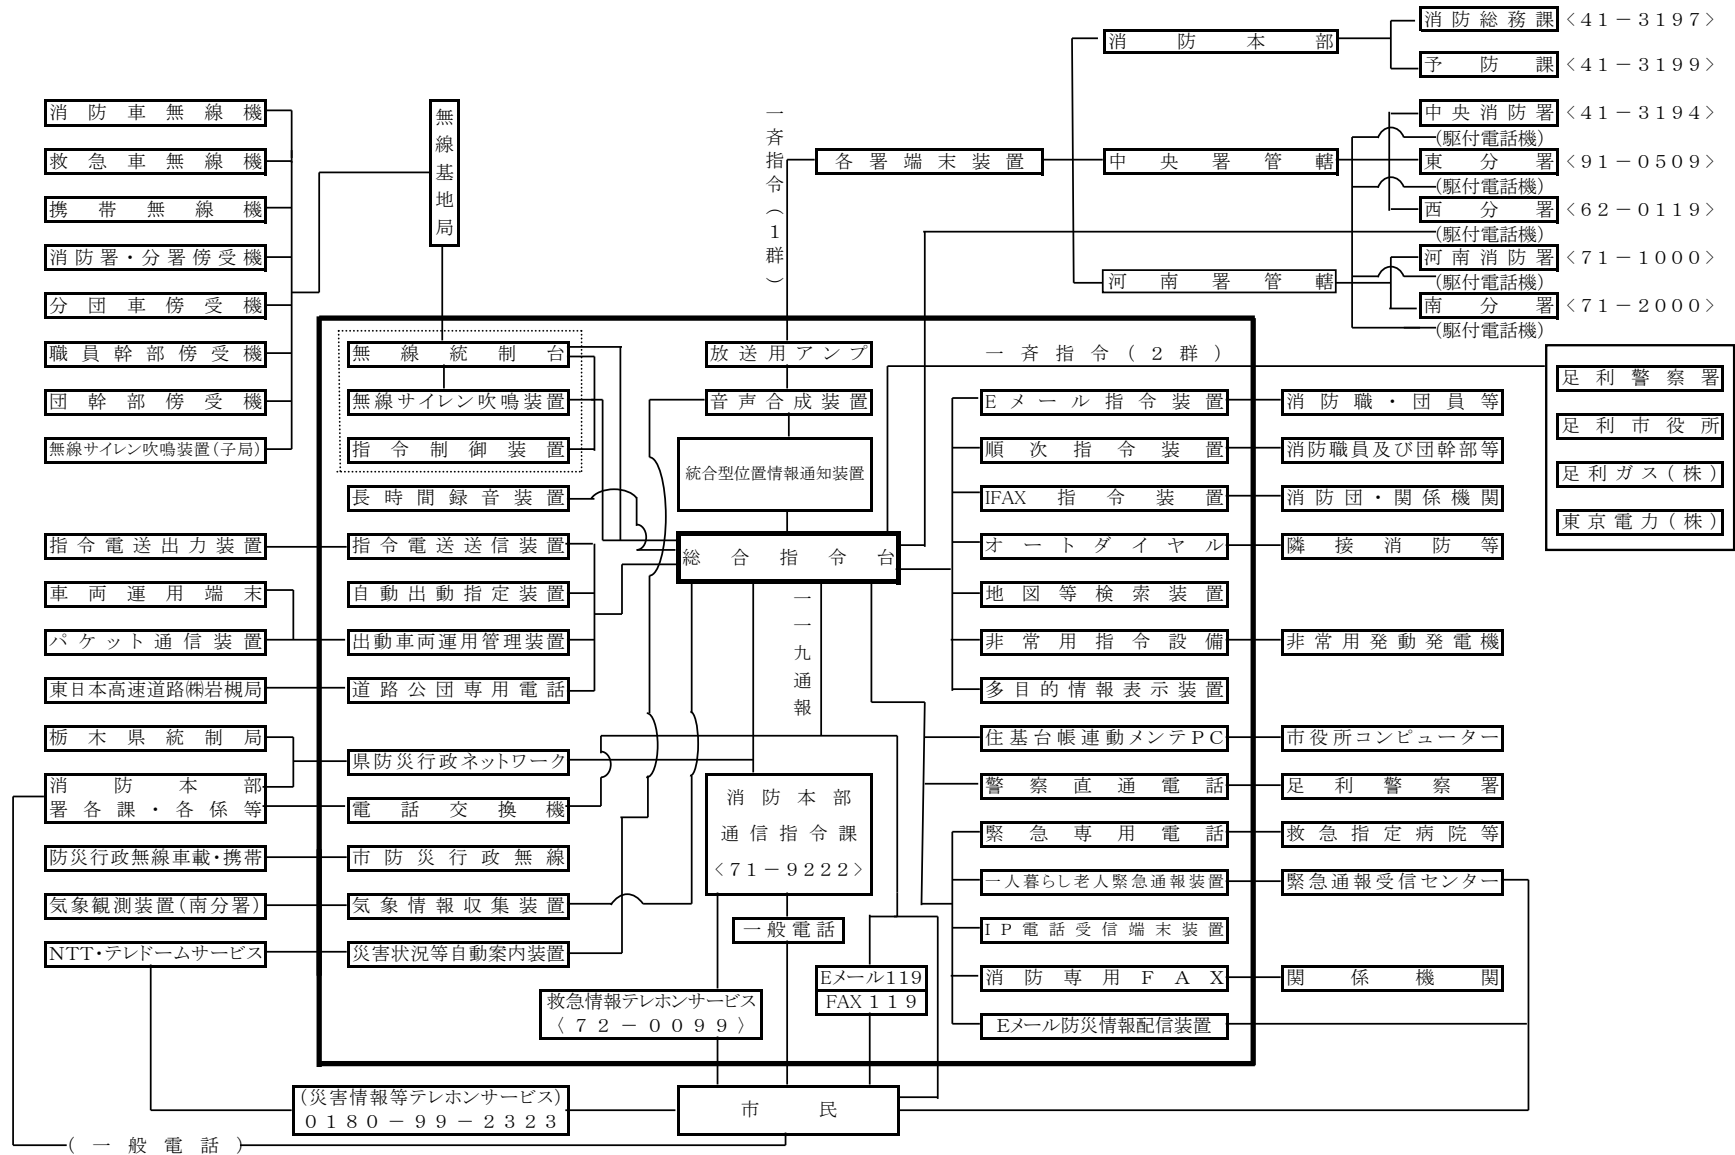 消防総務課 〈41－3197〉
消防本部
予防課 〈41－3199〉
中央消防署 〈41－3194〉
(駆付電話機)
各署端末装置
中央署管轄
東分署 〈91－0509〉
(駆付電話機)
西分署 〈62－0119〉
(駆付電話機)
河南消防署 〈71－1000〉
河南署管轄
(駆付電話機)
南分署 〈71－2000〉
(駆付電話機)
一斉指令(1群)
無線基地局
消防車無線機
救急車無線機
携帯無線機
消防署・分署傍受機
分団車傍受機
職員幹部傍受機
団幹部傍受機
無線サイレン吹鳴装置(子局)
指令電送出力装置
車両運用端末
パケット通信装置
東日本高速道路㈱岩槻局
栃木県統制局
消防本部
署各課・各係等
防災行政無線車載・携帯
気象観測装置(南分署)
NTT・テレドームサービス
無線統制台
無線サイレン吹鳴装置
指令制御装置
長時間録音装置
指令電送送信装置
自動出動指定装置
出動車両運用管理装置
道路公団専用電話
県防災行政ネットワーク
電話交換機
市防災行政無線
気象情報収集装置
災害状況等自動案内装置
放送用アンプ
音声合成装置
統合型位置情報通知装置
総合指令台
一一九通報
消防本部
通信指令課
〈71－9222〉
一般電話
Eメール119
FAX119
救急情報テレホンサービス
〈72－0099〉
一斉指令(2群)
Eメール指令装置
消防職・団員等
順次指令装置
消防職員及び団幹部等
IFAX指令装置
消防団・関係機関
オートダイヤル
隣接消防等
地図等検索装置
非常用指令設備
非常用発動発電機
多目的情報表示装置
住基台帳連動メンテPC
市役所コンピューター
警察直通電話
足利警察署
緊急専用電話
救急指定病院等
一人暮らし老人緊急通報装置
緊急通報受信センター
IP電話受信端末装置
消防専用FAX
関係機関
Eメール防災情報配信装置
足利警察署
足利市役所
足利ガス(株)
東京電力(株)
(災害情報等テレホンサービス)
0180－99－2323
市民
(一般電話)